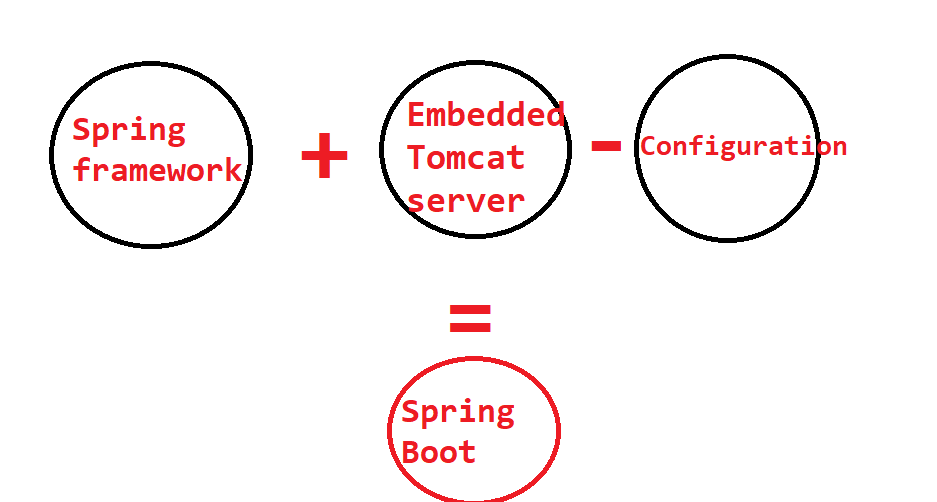 Spring
framework
+
Embedded
Tomcat
server
-
Configuration
=
Spring
Boot